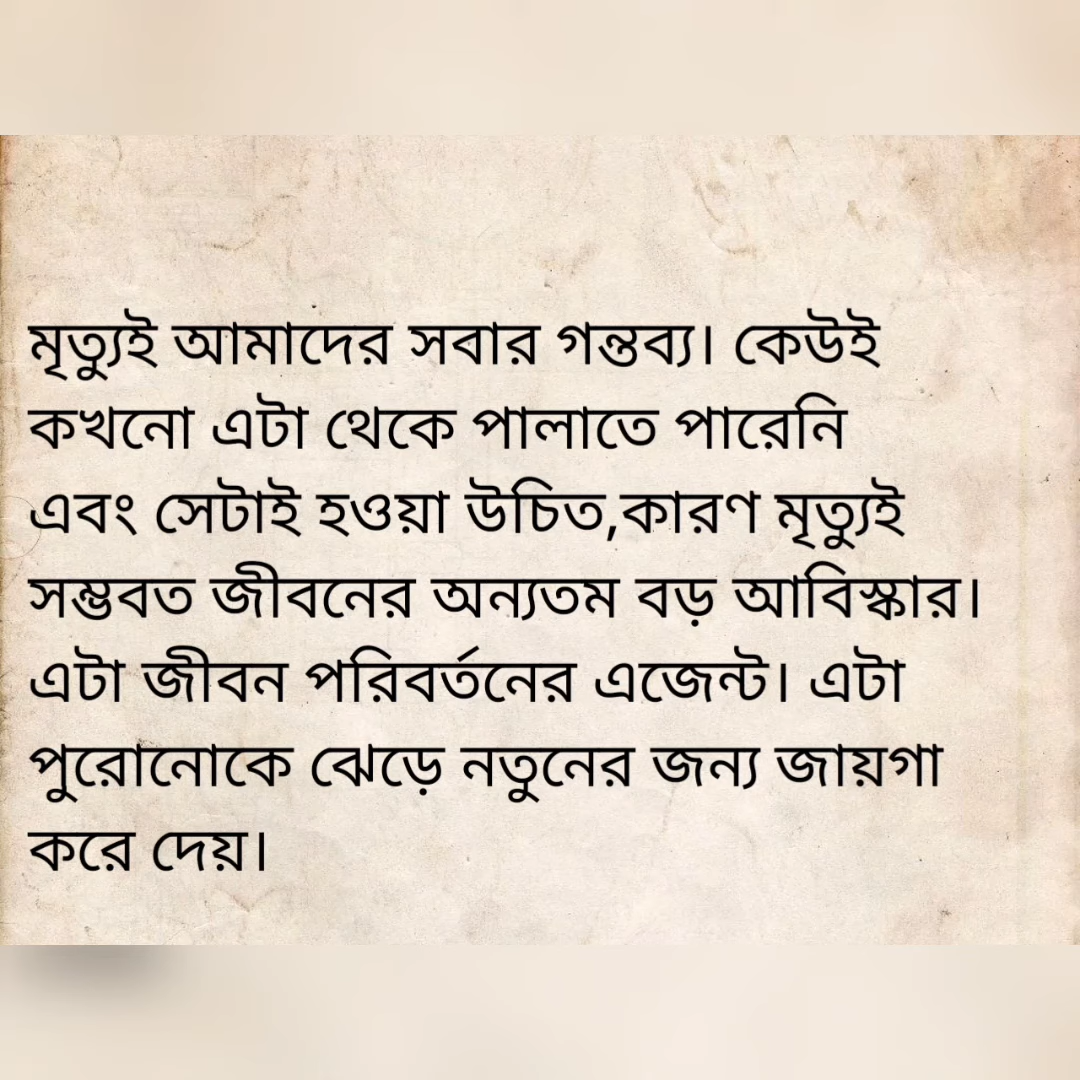 মৃত্যুই আমাদের সবার গন্তব্য। কেউই
কখনো এটা থেকে পালাতে পারেনি
এবং সেটাই হওয়া উচিত,কারণ মৃত্যুই
সম্ভবত জীবনের অন্যতম বড় আবিস্কার।
এটা জীবন পরিবর্তনের এজেন্ট। এটা
পুরোনোকে ঝেড়ে নতুনের জন্য জায়গা
করে দেয়।